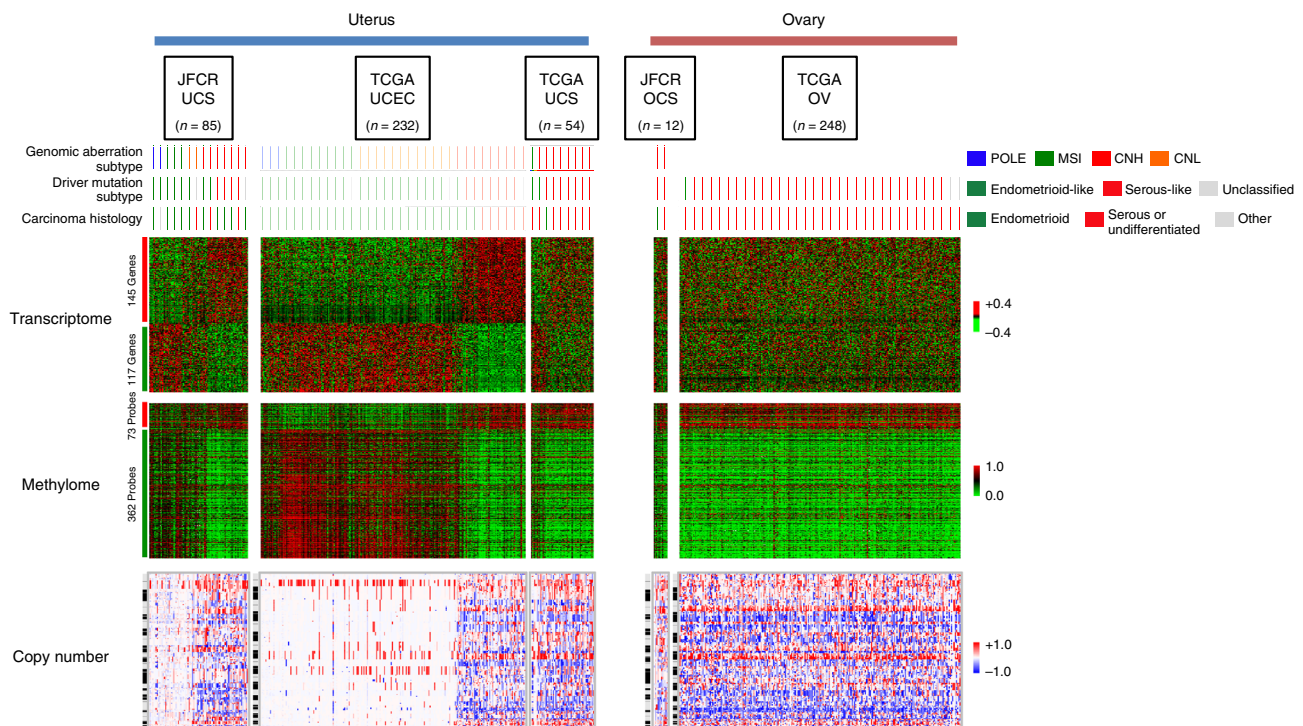 Uterus
Ovary
JFCR
UCS
(n = 85)
TCGA
UCEC
(n = 232)
TCGA
UCS
(n = 54)
JFCR
OCS
(n = 12)
TCGA
OV
(n = 248)
Genomic aberration
subtype
Driver mutation
subtype
Carcinoma histology
POLE
MSI
CNH
CNL
Endometrioid-like
Serous-like
Unclassified
Endometrioid
Serous or
undifferentiated
Other
Transcriptome
145 Genes
117 Genes
+0.4
−0.4
Methylome
73 Probes
362 Probes
1.0
0.0
Copy number
+1.0
−1.0